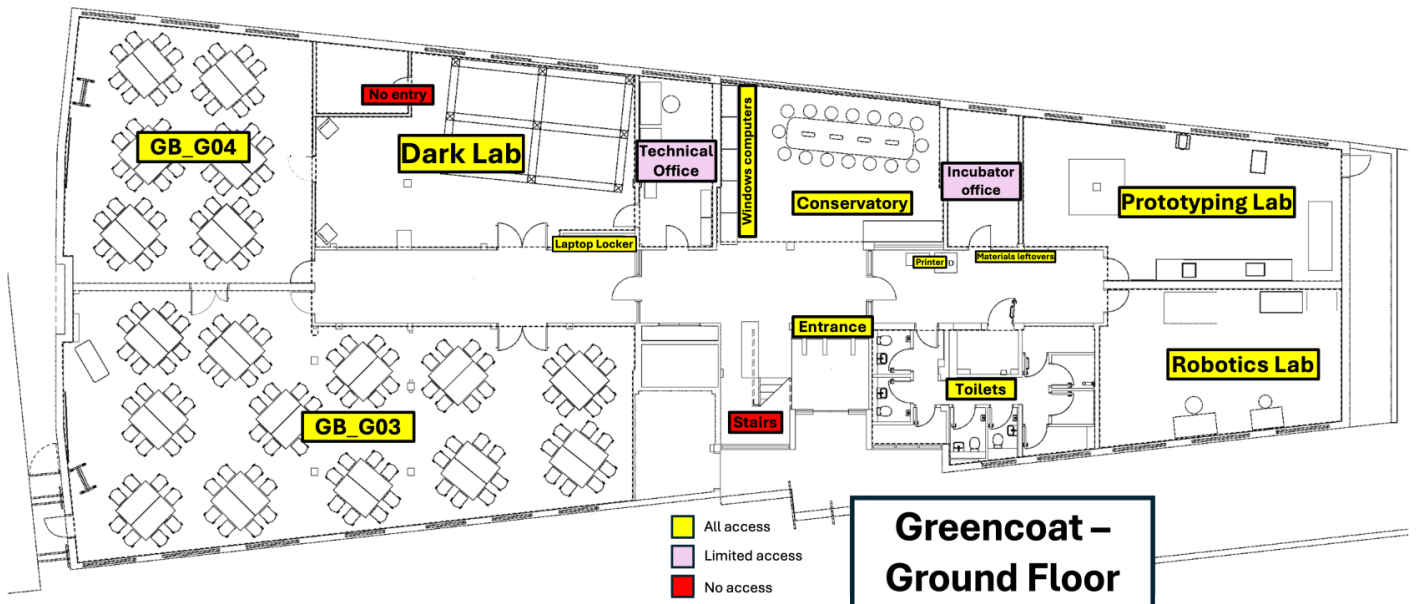 No entry
GB_G04
Dark Lab
Technical
Office
Windows computers
Conservatory
Incubator
office
Prototyping Lab
Laptop Locker
Printer
D
Materials leftovers
Entrance
GB_G03
Stairs
Toilets
Robotics Lab
All access
Limited access
No access
Greencoat –
Ground Floor